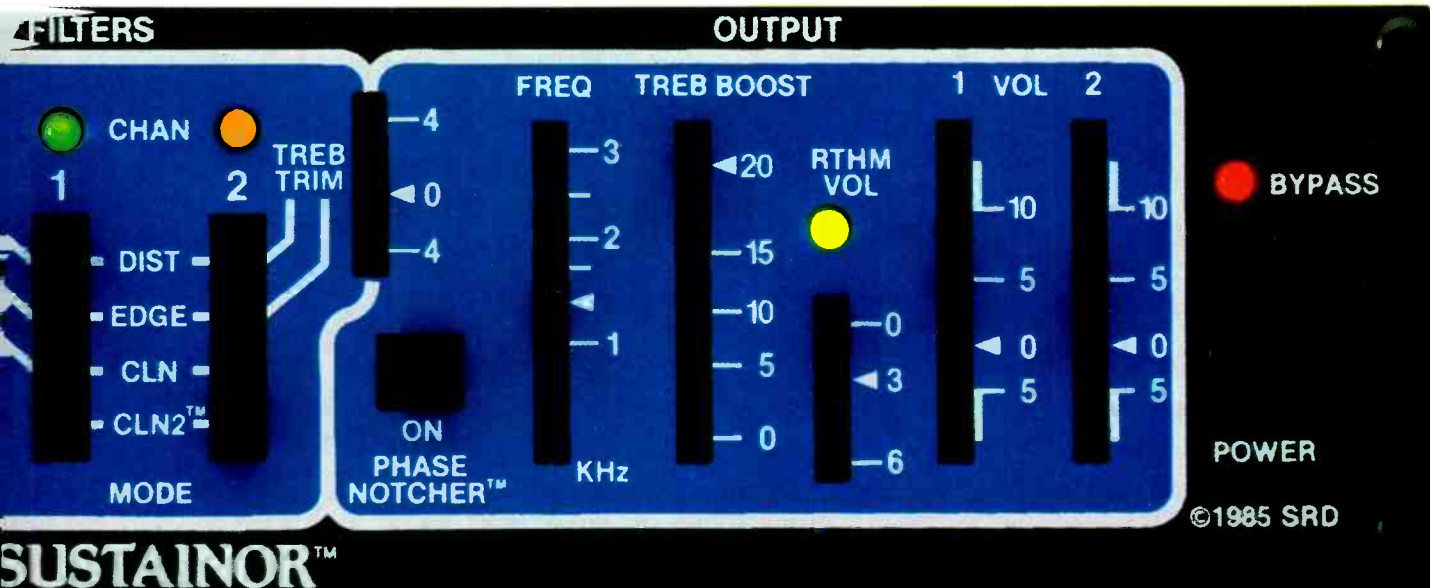 FILTERS
OUTPUT
CHAN
1
2
TREB
TRIM
DIST
EDGE
CLN
CLN2™
MODE
4
0
4
ON
PHASE
NOTCHER™
FREQ
3
2
1
KHz
TREB BOOST
20
15
10
5
0
RTHM
VOL
0
3
6
1 VOL 2
10
5
0
5
10
5
0
5
BYPASS
POWER
©1985 SRD
SUSTAINOR™